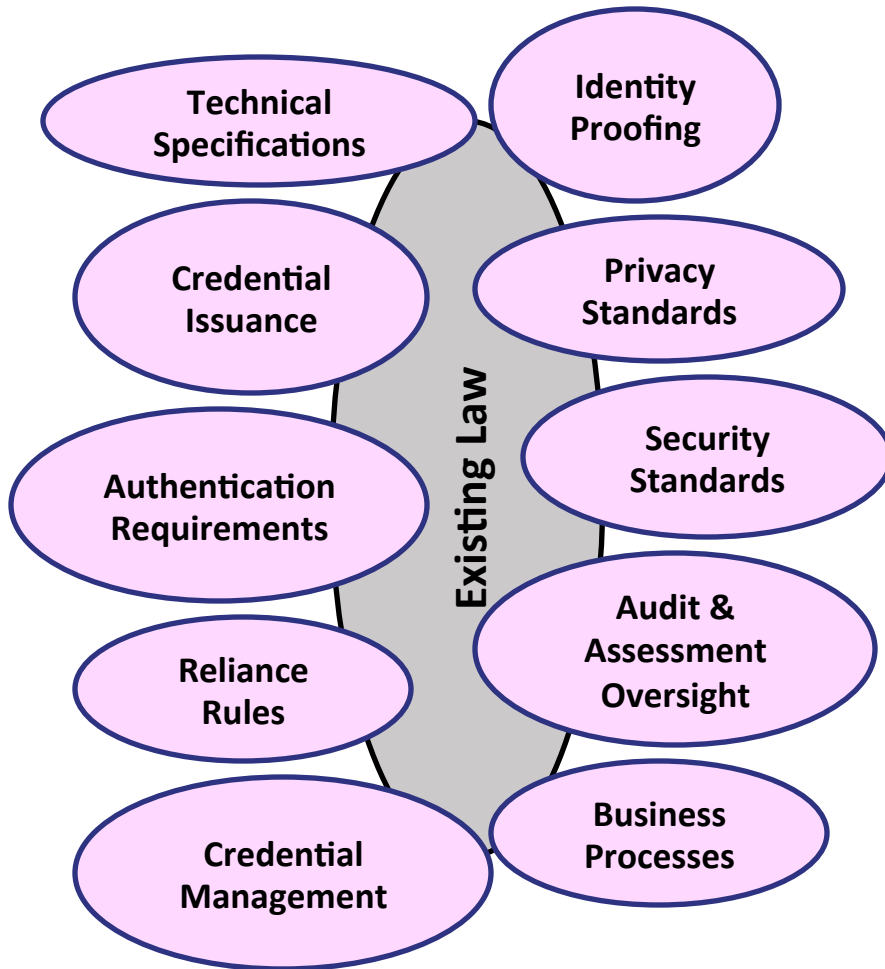 Technical
Specifications
Identity
Proofing
Credential
Issuance
Privacy
Standards
Existing Law
Authentication
Requirements
Security
Standards
Reliance
Rules
Audit &
Assessment
Oversight
Credential
Management
Business
Processes